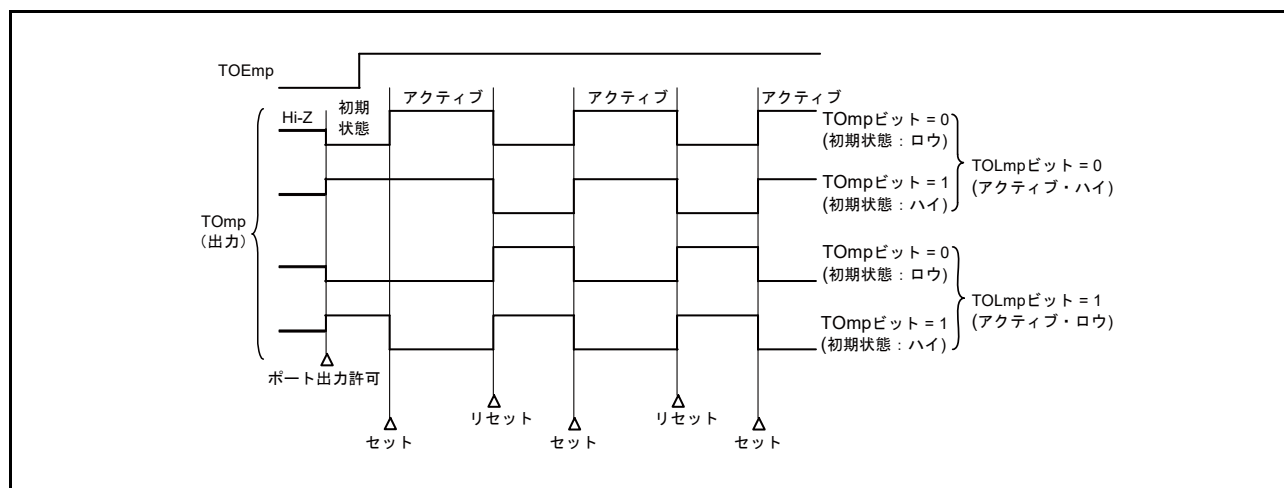 TOEmp
アクティブ
アクティブ
アクティブ
Hi-Z
初期
状態
TOmpビット = 0
(初期状態：ロウ)
TOLmpビット = 0
(アクティブ・ハイ)
TOmpビット = 1
(初期状態：ハイ)
TOmp
（出力）
TOmpビット = 0
(初期状態：ロウ)
TOLmpビット = 1
(アクティブ・ロウ)
TOmpビット = 1
(初期状態：ハイ)
ポート出力許可
リセット
リセット
セット
セット
セット